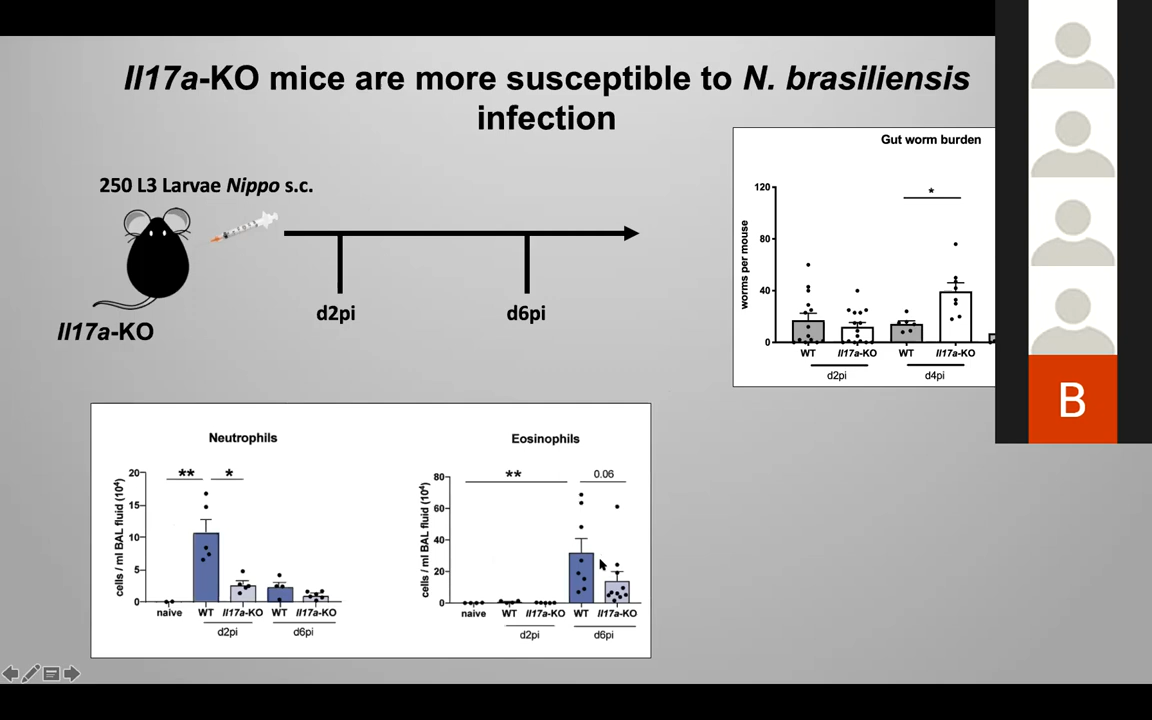 Il17a-KO mice are more susceptible to N. brasiliensis
infection
250 L3 Larvae Nippo s.c.
Il17a-KO
d2pi
d6pi
Gut worm burden
worms per mouse
120
80
40
0
WT Il17a-KO WT Il17a-KO
d2pi d4pi
*
Neutrophils
cells / ml BAL fluid (10⁴)
20
15
10
5
0
** *
naive WT Il17a-KO WT Il17a-KO
d2pi d6pi
Eosinophils
cells / ml BAL fluid (10⁴)
80
60
40
20
0
** 0.06
naive WT Il17a-KO WT Il17a-KO
d2pi d6pi
B